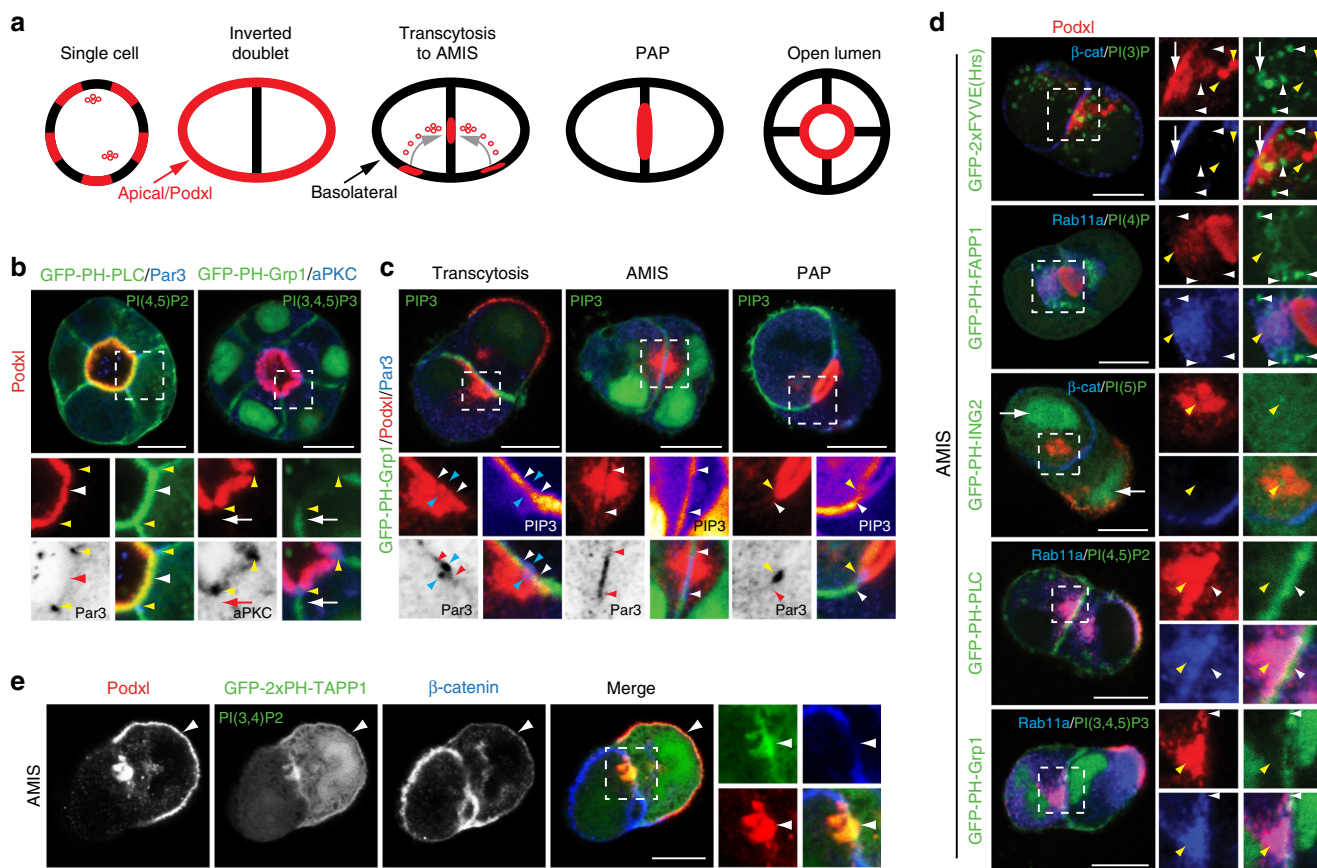 a
Single cell
Inverted
doublet
Transcytosis
to AMIS
PAP
Open lumen
Apical/Podxl
Basolateral
b
GFP-PH-PLC/Par3
GFP-PH-Grp1/aPKC
Podxl
PI(4,5)P2
PI(3,4,5)P3
Par3
aPKC
c
Transcytosis
AMIS
PAP
GFP-PH-Grp1/Podxl/Par3
PIP3
PIP3
PIP3
PIP3
PIP3
PIP3
Par3
Par3
Par3
d
Podxl
AMIS
GFP-2xFYVE(Hrs)
β-cat/PI(3)P
GFP-PH-FAPP1
Rab11a/PI(4)P
GFP-PH-ING2
β-cat/PI(5)P
GFP-PH-PLC
Rab11a/PI(4,5)P2
GFP-PH-Grp1
Rab11a/PI(3,4,5)P3
e
Podxl
GFP-2xPH-TAPP1
β-catenin
Merge
AMIS
PI(3,4)P2